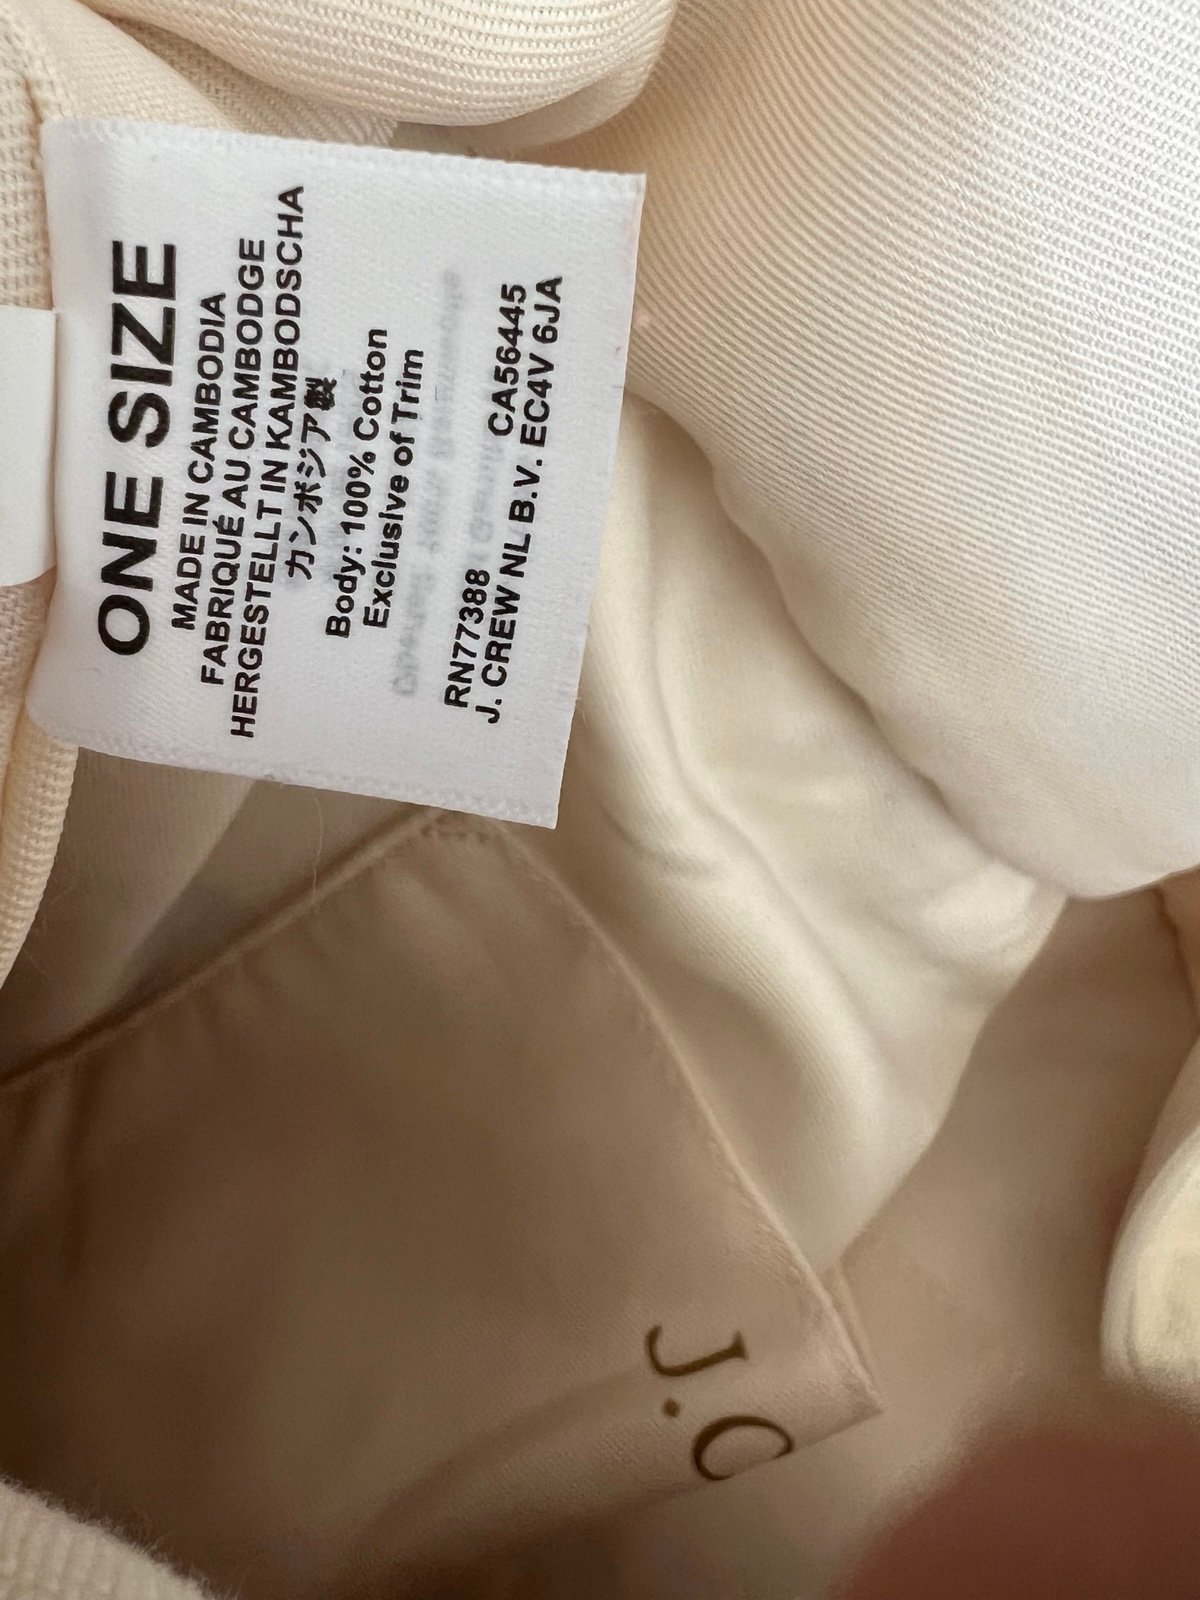 ONE SIZE
MADE IN CAMBODIA
FABRIQUÉ AU CAMBODGE
HERGESTELLT IN KAMBODSCHA
カンボジア製
Body: 100% Cotton
Exclusive of Trim
RN77388 CA56445
J. CREW NL B.V. EC4V 6JA
J.C